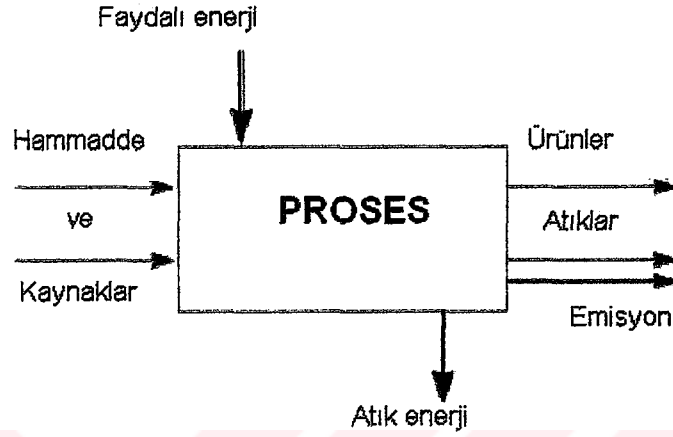 Faydalı enerji
Hammadde
ve
Kaynaklar
PROSES
Ürünler
Atıklar
Emisyon
Atık enerji